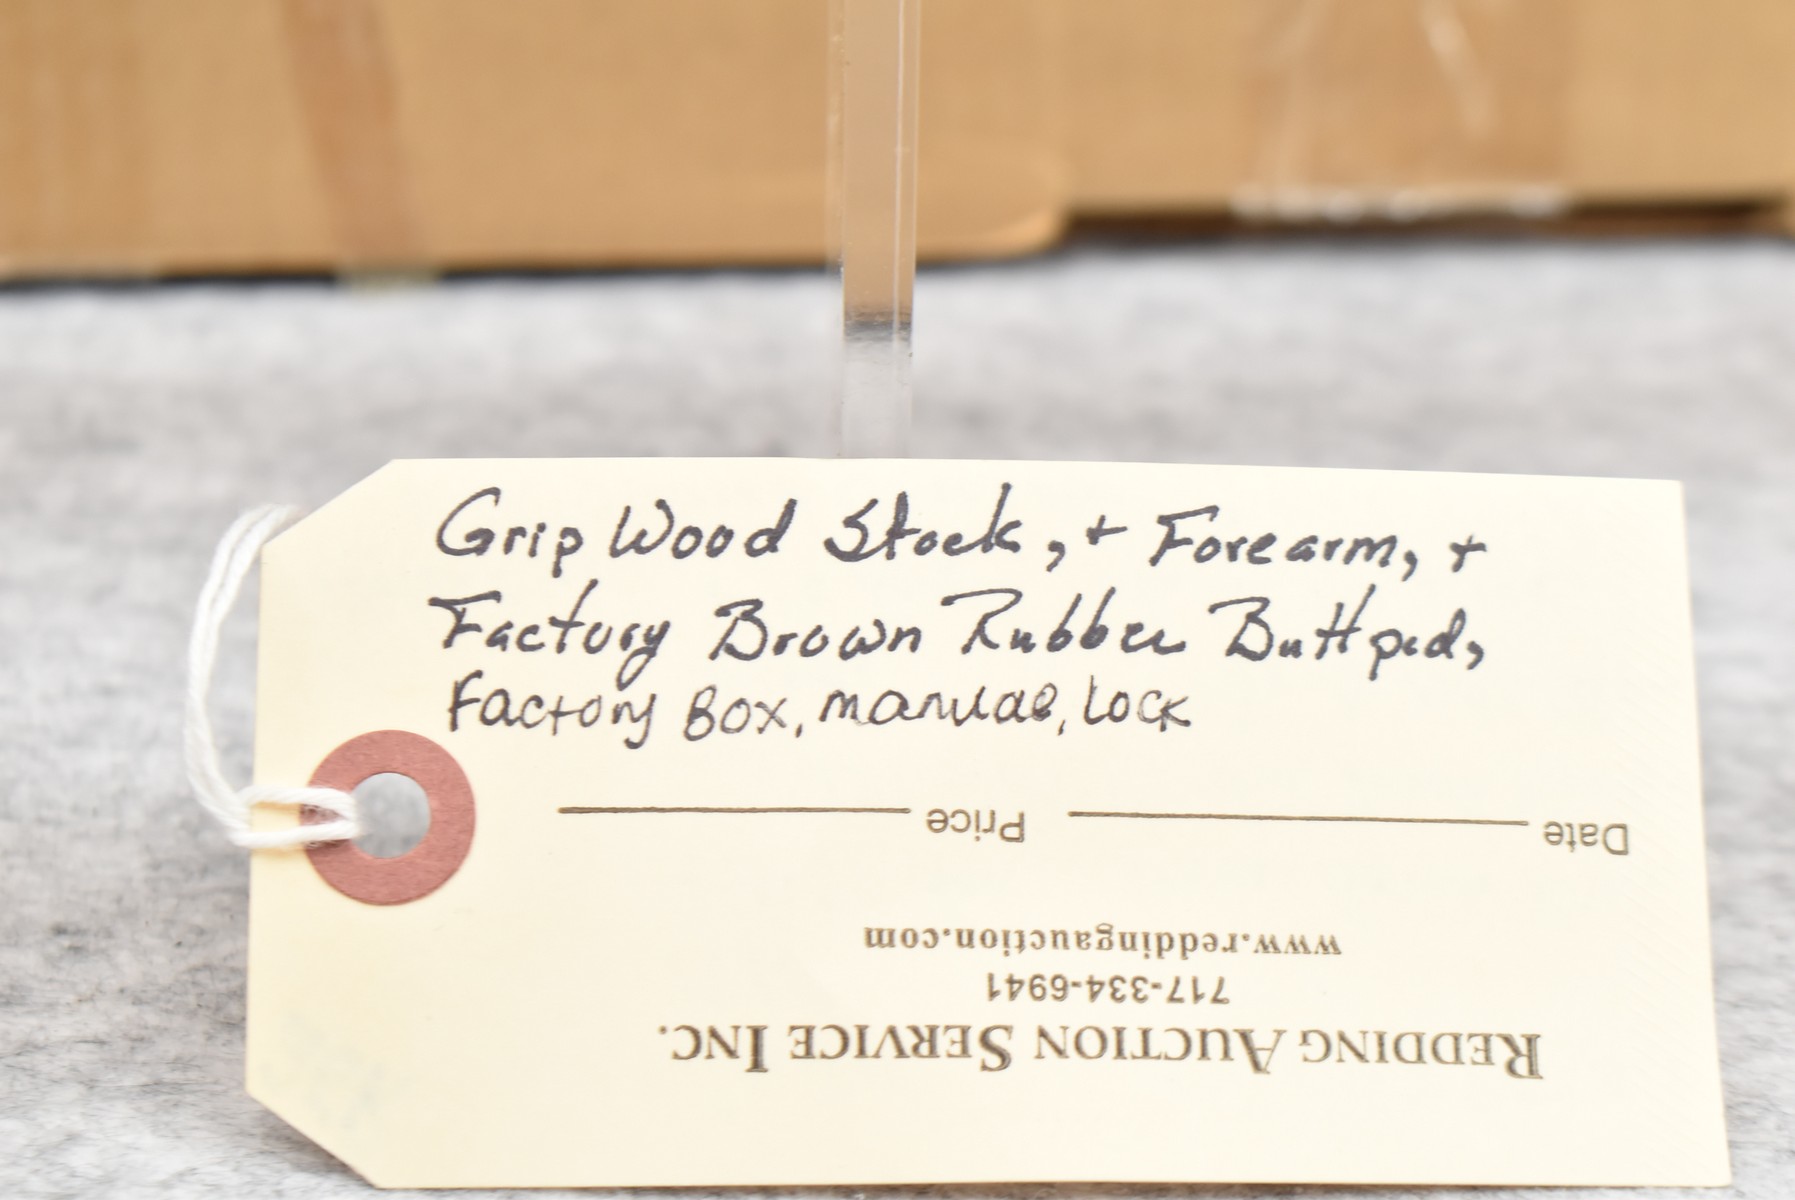 Grip Wood Stock, + Forearm, +
Factory Brown Rubber Buttpad,
Factory Box, manual, Lock
REDDING AUCTION SERVICE INC.
717-334-6941
www.reddingauction.com
Date Price